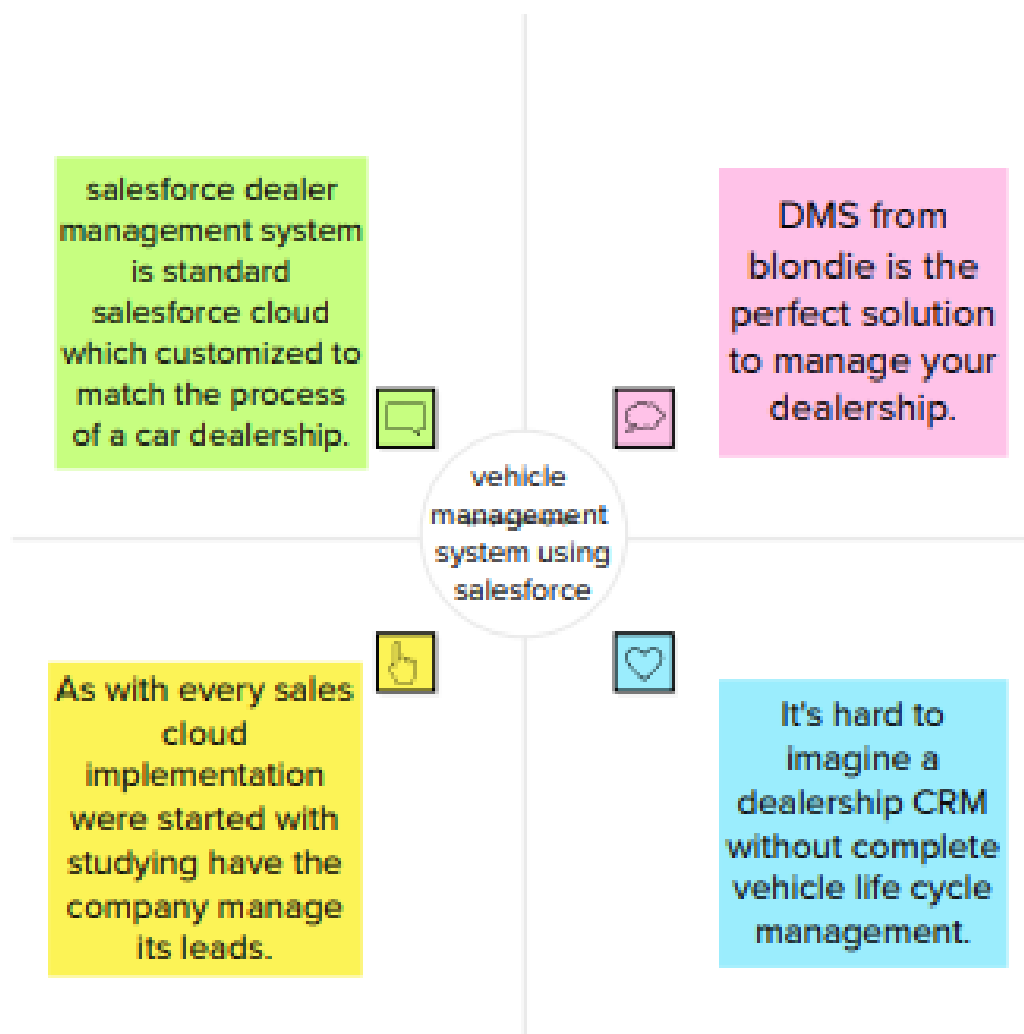 salesforce dealer
management system
is standard
salesforce cloud
which customized to
match the process
of a car dealership.
DMS from
blondie is the
perfect solution
to manage your
dealership.
vehicle
management
system using
salesforce
As with every sales
cloud
implementation
were started with
studying have the
company manage
its leads.
It's hard to
imagine a
dealership CRM
without complete
vehicle life cycle
management.